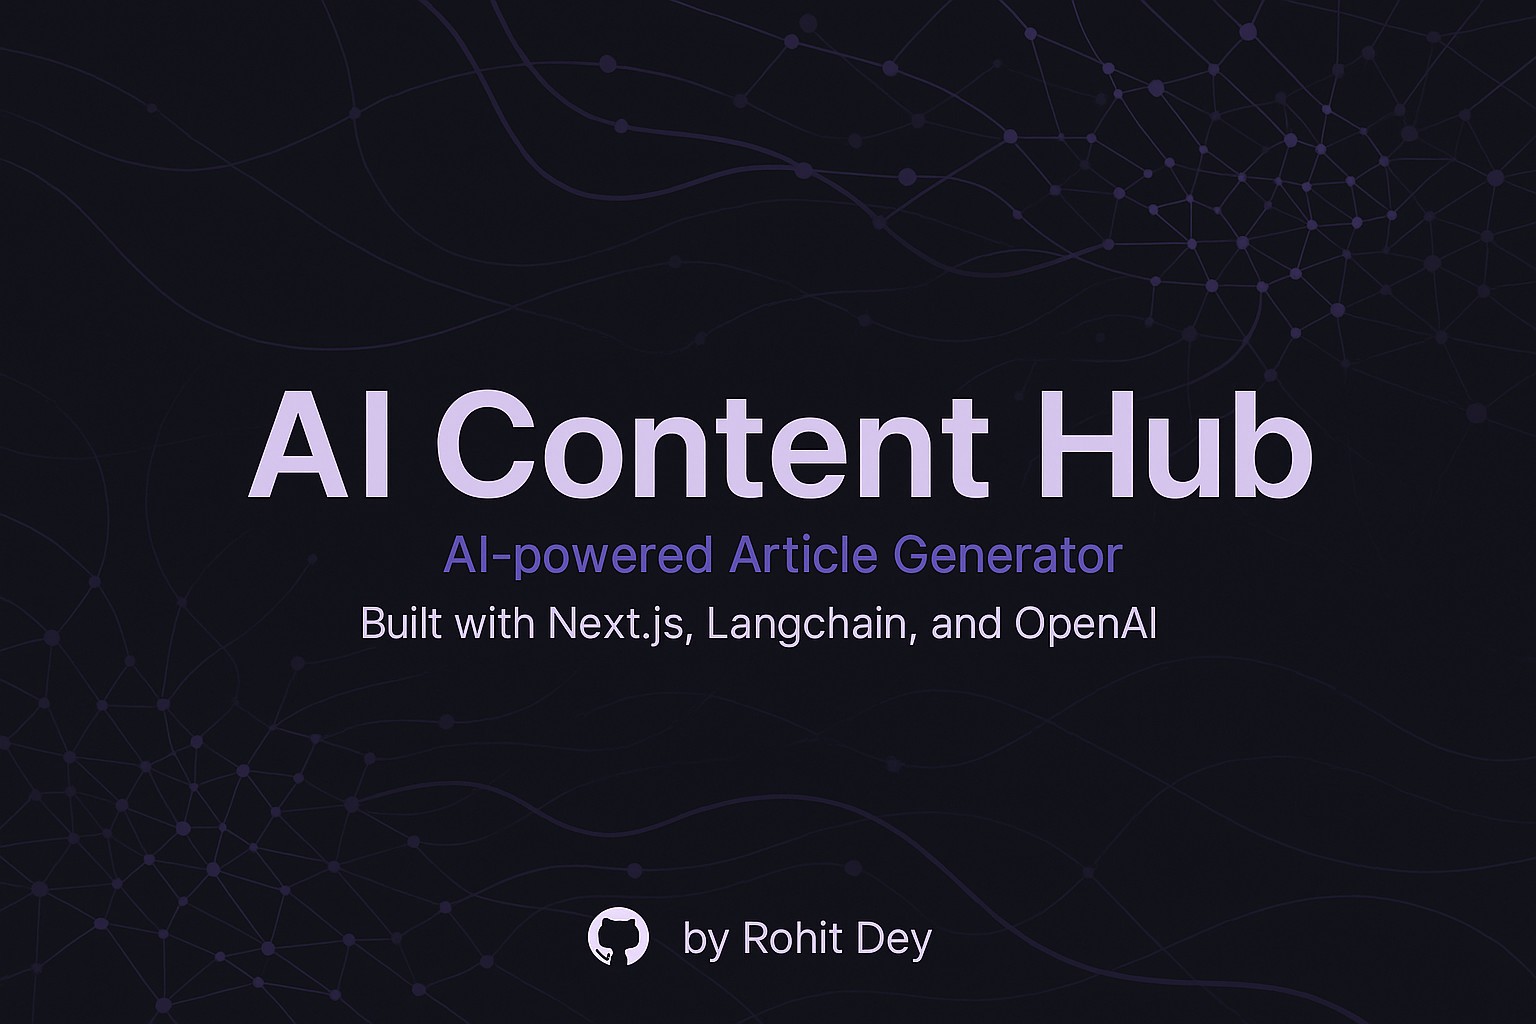 AI Content Hub
AI-powered Article Generator
Built with Next.js, Langchain, and OpenAI
by Rohit Dey